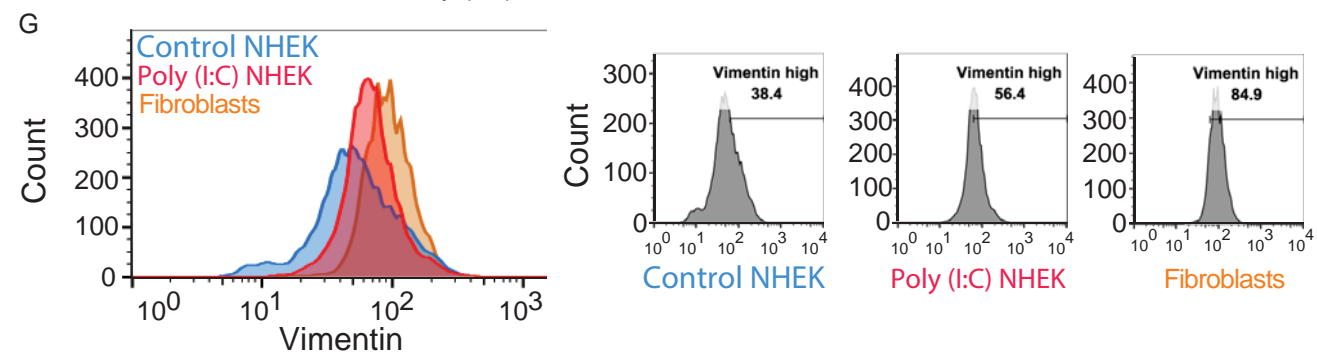 G
Control NHEK
Poly (I:C) NHEK
Fibroblasts
Count
400
300
200
100
0
10^0 10^1 10^2 10^3
Vimentin
Count
300
200
100
0
Vimentin high
38.4
10^0 10^1 10^2 10^3 10^4
Control NHEK
400
300
200
100
0
Vimentin high
56.4
10^0 10^1 10^2 10^3 10^4
Poly (I:C) NHEK
400
300
200
100
0
Vimentin high
84.9
10^0 10^1 10^2 10^3 10^4
Fibroblasts